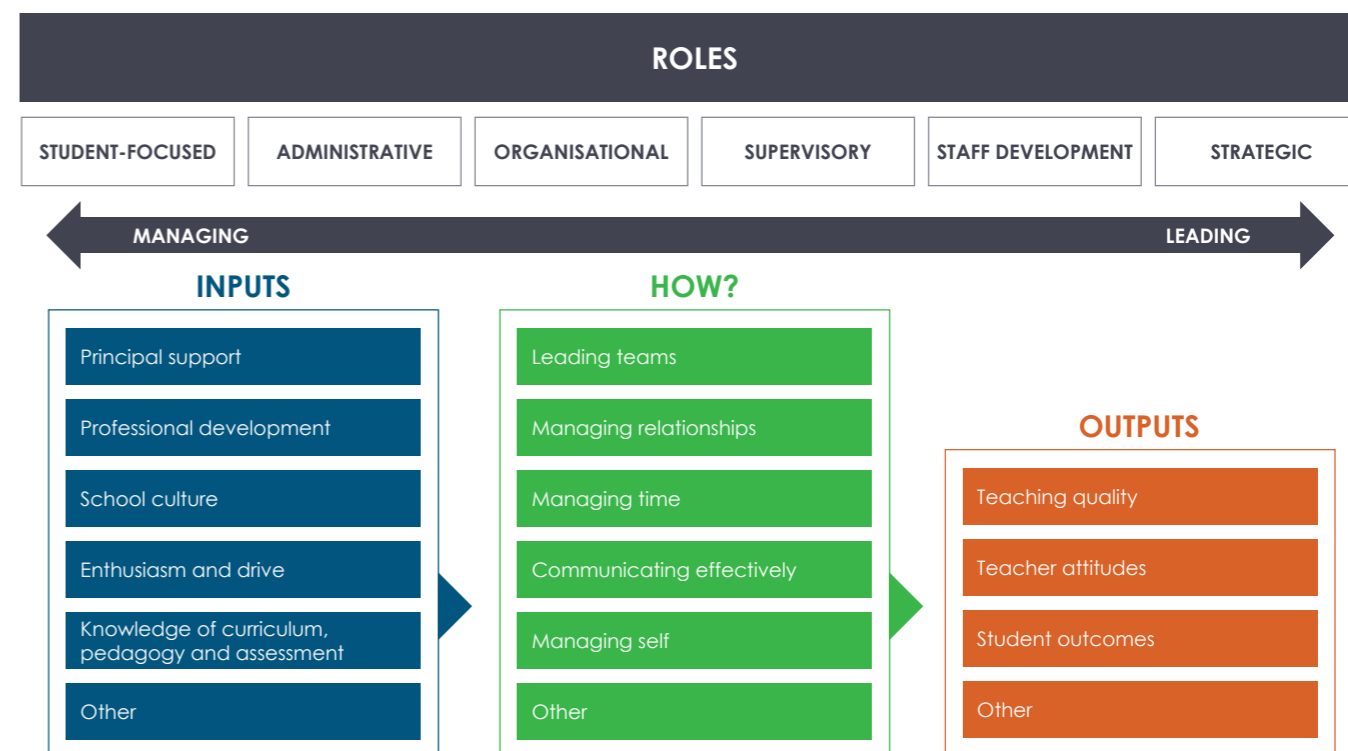 ROLES
STUDENT-FOCUSED
ADMINISTRATIVE
ORGANISATIONAL
SUPERVISORY
STAFF DEVELOPMENT
STRATEGIC
MANAGING
LEADING
INPUTS
Principal support
Professional development
School culture
Enthusiasm and drive
Knowledge of curriculum,
pedagogy and assessment
Other
HOW?
Leading teams
Managing relationships
Managing time
Communicating effectively
Managing self
Other
OUTPUTS
Teaching quality
Teacher attitudes
Student outcomes
Other